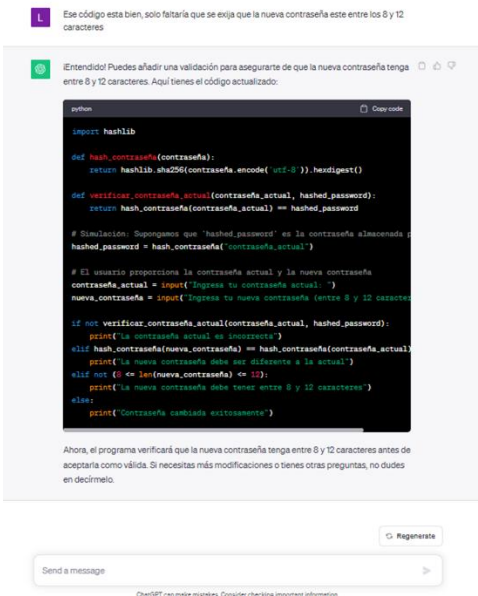 L
Ese código esta bien, solo faltaría que se exija que la nueva contraseña este entre los 8 y 12
caracteres
¡Entendido! Puedes añadir una validación para asegurarte de que la nueva contraseña tenga
entre 8 y 12 caracteres. Aquí tienes el código actualizado:
python Copy code
import hashlib
def hash_contraseña(contraseña):
return hashlib.sha256(contraseña.encode('utf-8')).hexdigest()
def verificar_contraseña_actual(contraseña_actual, hashed_password):
return hash_contraseña(contraseña_actual) == hashed_password
# Simulación: Supongamos que `hashed_password` es la contraseña almacenada p
hashed_password = hash_contraseña("contraseña_actual")
# El usuario proporciona la contraseña actual y la nueva contraseña
contraseña_actual = input("Ingresa tu contraseña actual: ")
nueva_contraseña = input("Ingresa tu nueva contraseña (entre 8 y 12 caracter
if not verificar_contraseña_actual(contraseña_actual, hashed_password):
print("La contraseña actual es incorrecta")
elif hash_contraseña(nueva_contraseña) == hash_contraseña(contraseña_actual)
print("La nueva contraseña debe ser diferente a la actual")
elif not (8 <= len(nueva_contraseña) <= 12):
print("La nueva contraseña debe tener entre 8 y 12 caracteres")
else:
print("Contraseña cambiada exitosamente")
Ahora, el programa verificará que la nueva contraseña tenga entre 8 y 12 caracteres antes de
aceptarla como válida. Si necesitas más modificaciones o tienes otras preguntas, no dudes
en decírmelo.
Regenerate
Send a message
ChatGPT can make mistakes. Consider checking important information.